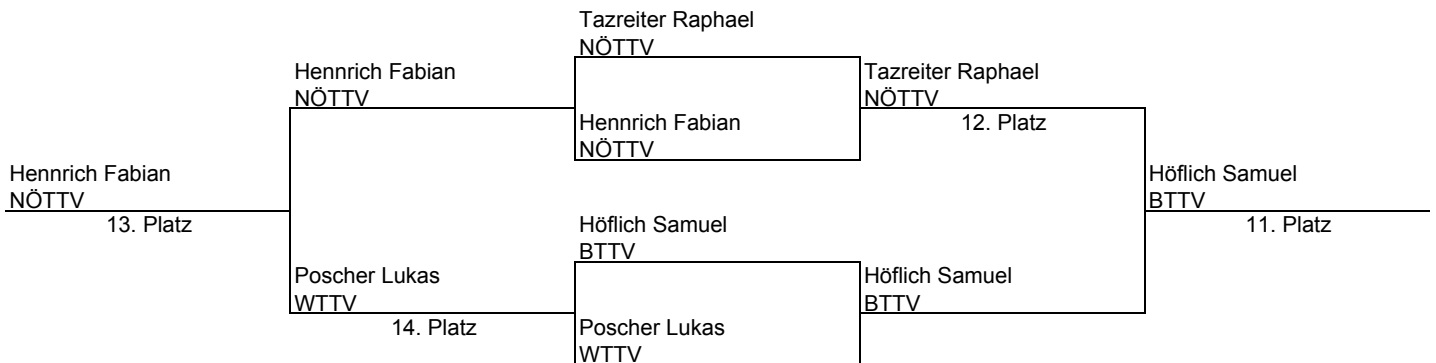 Tazreiter Raphael
NÖTTV
Hennrich Fabian
NÖTTV
Tazreiter Raphael
NÖTTV
12. Platz
Hennrich Fabian
NÖTTV
Hennrich Fabian
NÖTTV
13. Platz
Höflich Samuel
BTTV
11. Platz
Höflich Samuel
BTTV
Poscher Lukas
WTTV
14. Platz
Höflich Samuel
BTTV
Poscher Lukas
WTTV